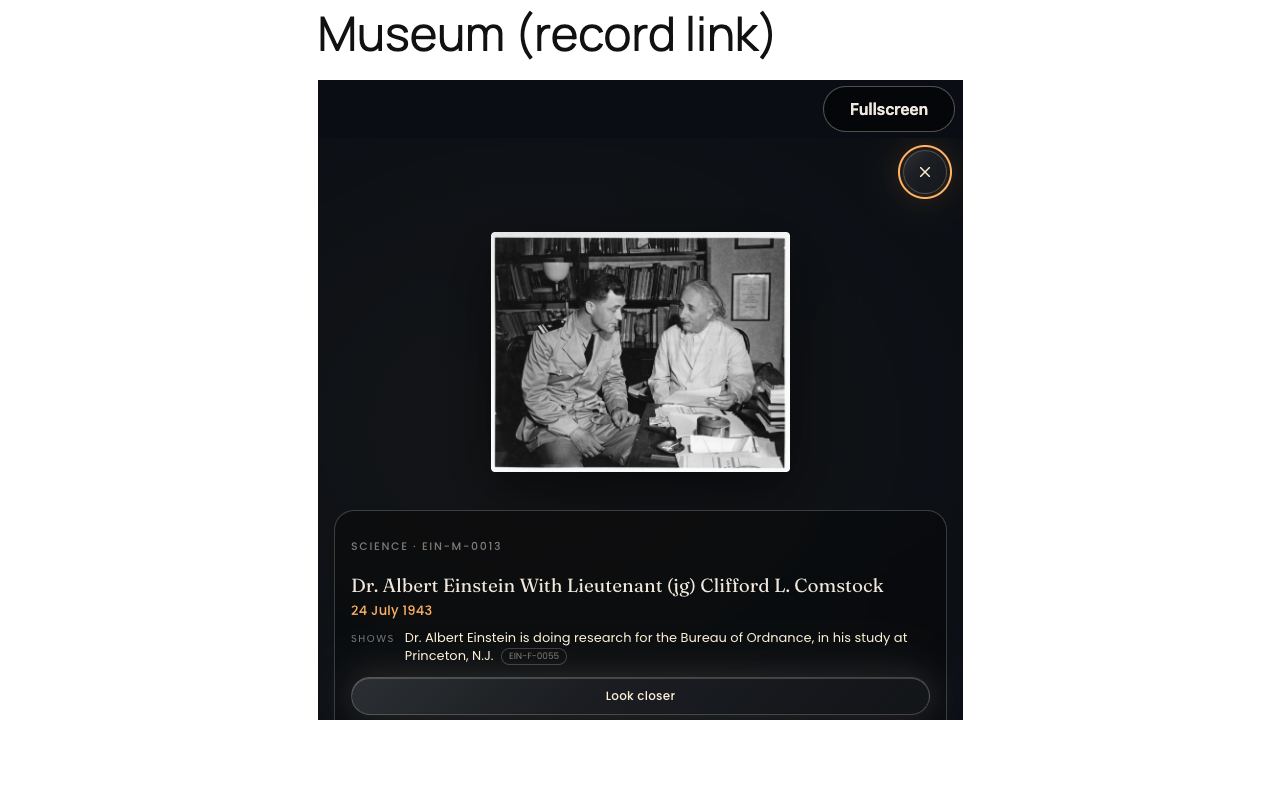 Museum (record link)
Fullscreen
SCIENCE · EIN-M-0013
Dr. Albert Einstein With Lieutenant (jg) Clifford L. Comstock
24 July 1943
SHOWS Dr. Albert Einstein is doing research for the Bureau of Ordnance, in his study at
Princeton, N.J. EIN-F-0055
Look closer